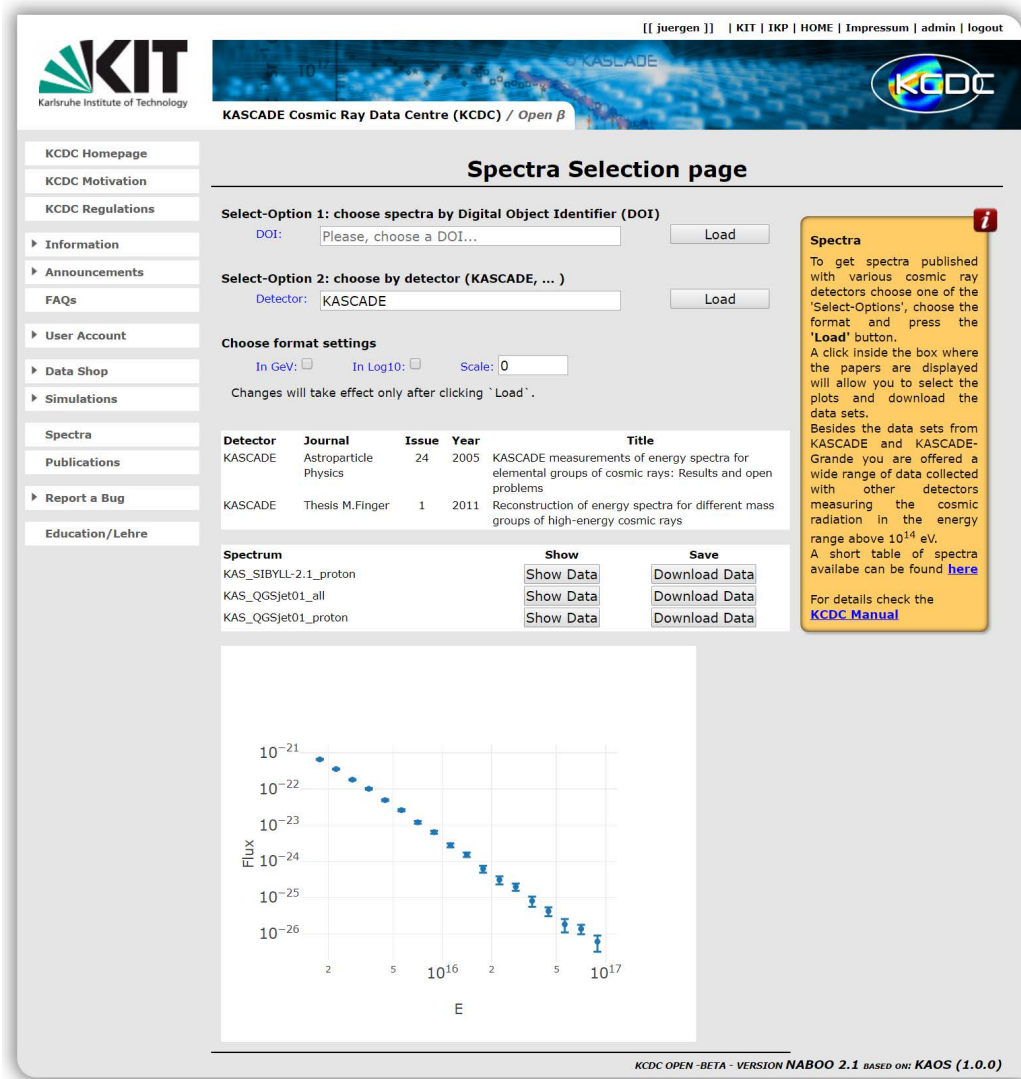 [[ juergen ]] | KIT | IKP | HOME | Impressum | admin | logout
KIT
Karlsruhe Institute of Technology
10^17
KASCADE
KCDC
KASCADE Cosmic Ray Data Centre (KCDC) / Open β
KCDC Homepage
KCDC Motivation
KCDC Regulations
Information
Announcements
FAQs
User Account
Data Shop
Simulations
Spectra
Publications
Report a Bug
Education/Lehre
Spectra Selection page
Select-Option 1: choose spectra by Digital Object Identifier (DOI)
DOI: Please, choose a DOI... Load
Select-Option 2: choose by detector (KASCADE, ... )
Detector: KASCADE Load
Choose format settings
In GeV: In Log10: Scale: 0
Changes will take effect only after clicking `Load`.
Detector Journal Issue Year Title
KASCADE Astroparticle 24 2005 KASCADE measurements of energy spectra for
Physics elemental groups of cosmic rays: Results and open
problems
KASCADE Thesis M.Finger 1 2011 Reconstruction of energy spectra for different mass
groups of high-energy cosmic rays
Spectrum Show Save
KAS_SIBYLL-2.1_proton Show Data Download Data
KAS_QGSjet01_all Show Data Download Data
KAS_QGSjet01_proton Show Data Download Data
10^−21
10^−22
10^−23
10^−24
10^−25
10^−26
Flux
2 5 10^16 2 5 10^17
E
i
Spectra
To get spectra published
with various cosmic ray
detectors choose one of the
'Select-Options', choose the
format and press the
'Load' button.
A click inside the box where
the papers are displayed
will allow you to select the
plots and download the
data sets.
Besides the data sets from
KASCADE and KASCADE-
Grande you are offered a
wide range of data collected
with other detectors
measuring the cosmic
radiation in the energy
range above 10^14 eV.
A short table of spectra
availabe can be found here
For details check the
KCDC Manual
KCDC OPEN -BETA - VERSION NABOO 2.1 BASED ON: KAOS (1.0.0)